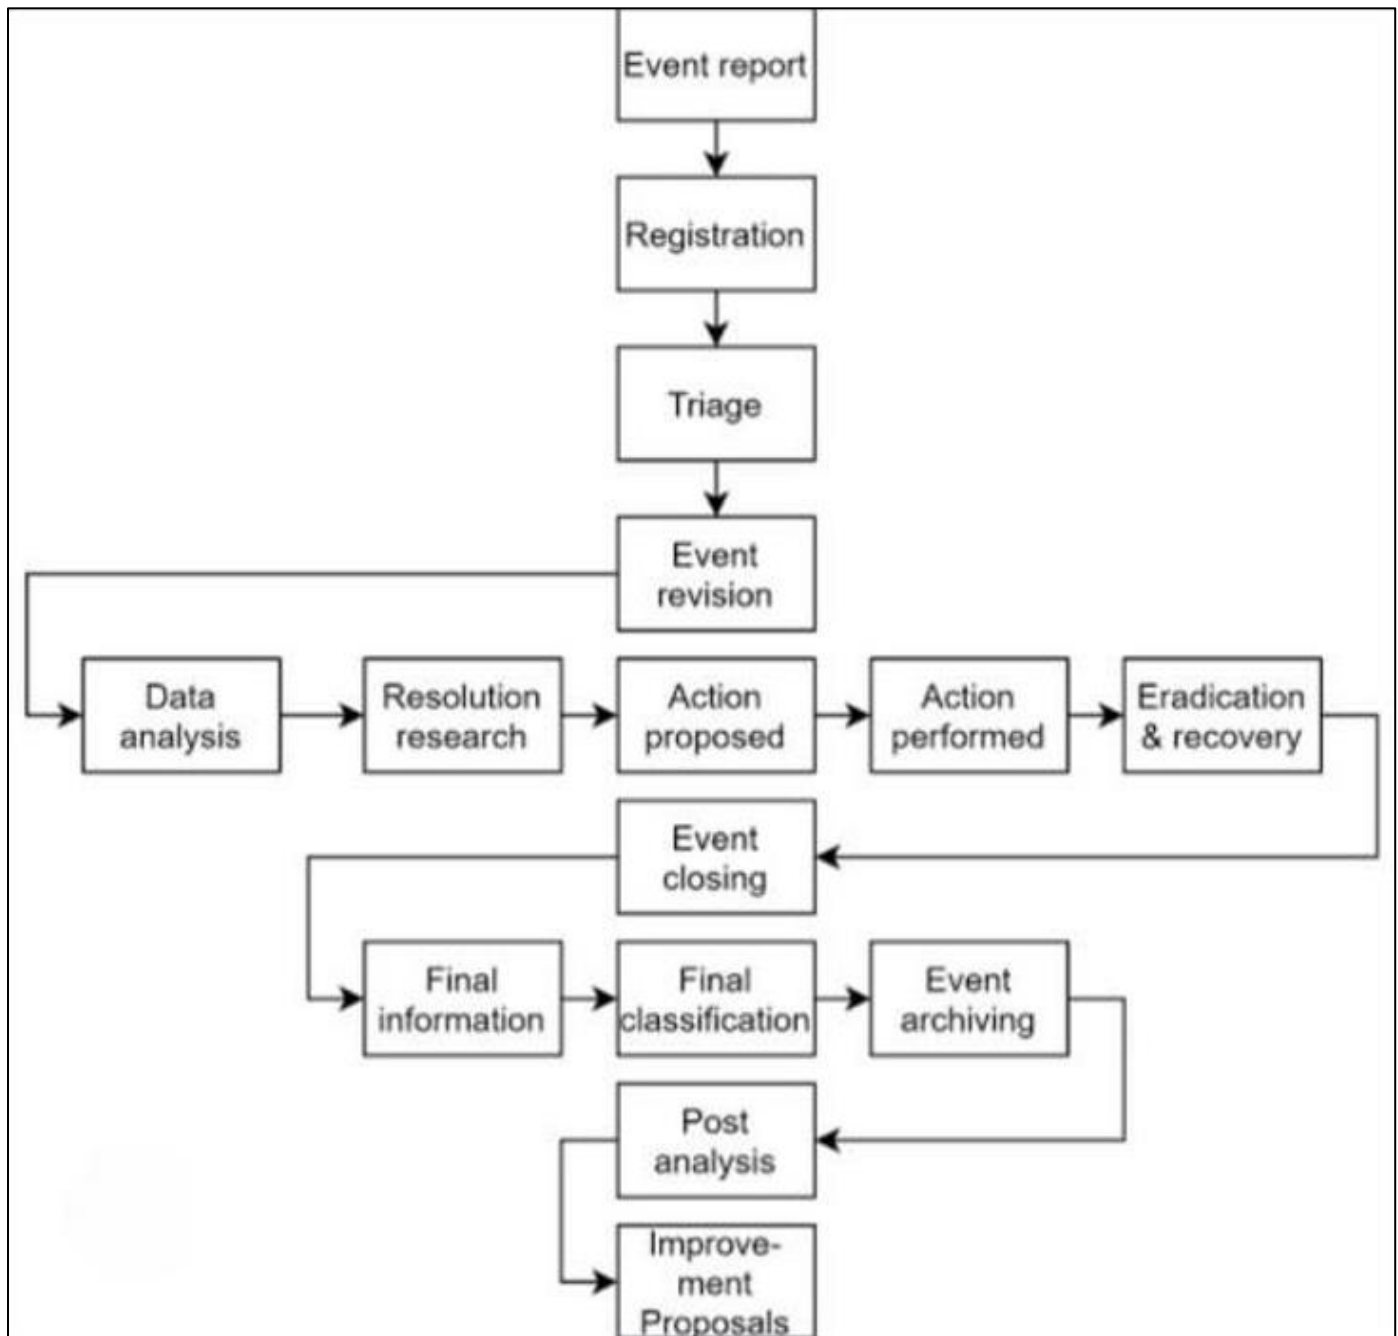 Event report
Registration
Triage
Event
revision
Data
analysis
Resolution
research
Action
proposed
Action
performed
Eradication
& recovery
Event
closing
Final
information
Final
classification
Event
archiving
Post
analysis
Improve-
ment
Proposals